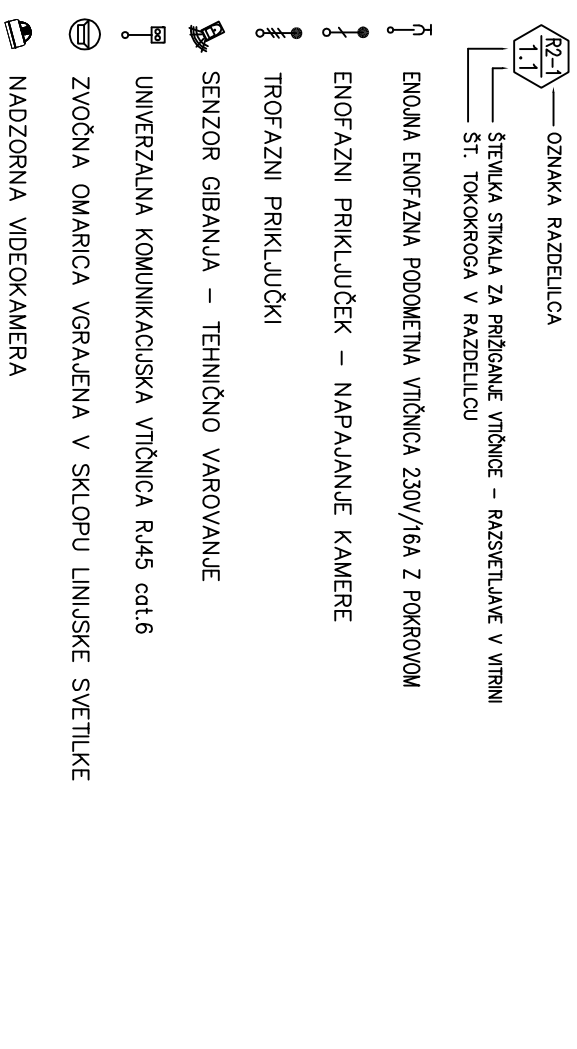 R2-1
1.1
OZNAKA RAZDELILCA
ŠTEVILKA STIKALA ZA PRIŽIGANJE VTIČNICE – RAZSVETLJAVE V VITRINI
ŠT. TOKOKROGA V RAZDELILCU
ENOJNA ENOFAZNA PODOMETNA VTIČNICA 230V/16A Z POKROVOM
ENOFAZNI PRIKLJUČEK – NAPAJANJE KAMERE
TROFAZNI PRIKLJUČKI
SENZOR GIBANJA – TEHNIČNO VAROVANJE
UNIVERZALNA KOMUNIKACIJSKA VTIČNICA RJ45 cat.6
ZVOČNA OMARICA VGRAJENA V SKLOPU LINIJSKE SVETILKE
NADZORNA VIDEOKAMERA